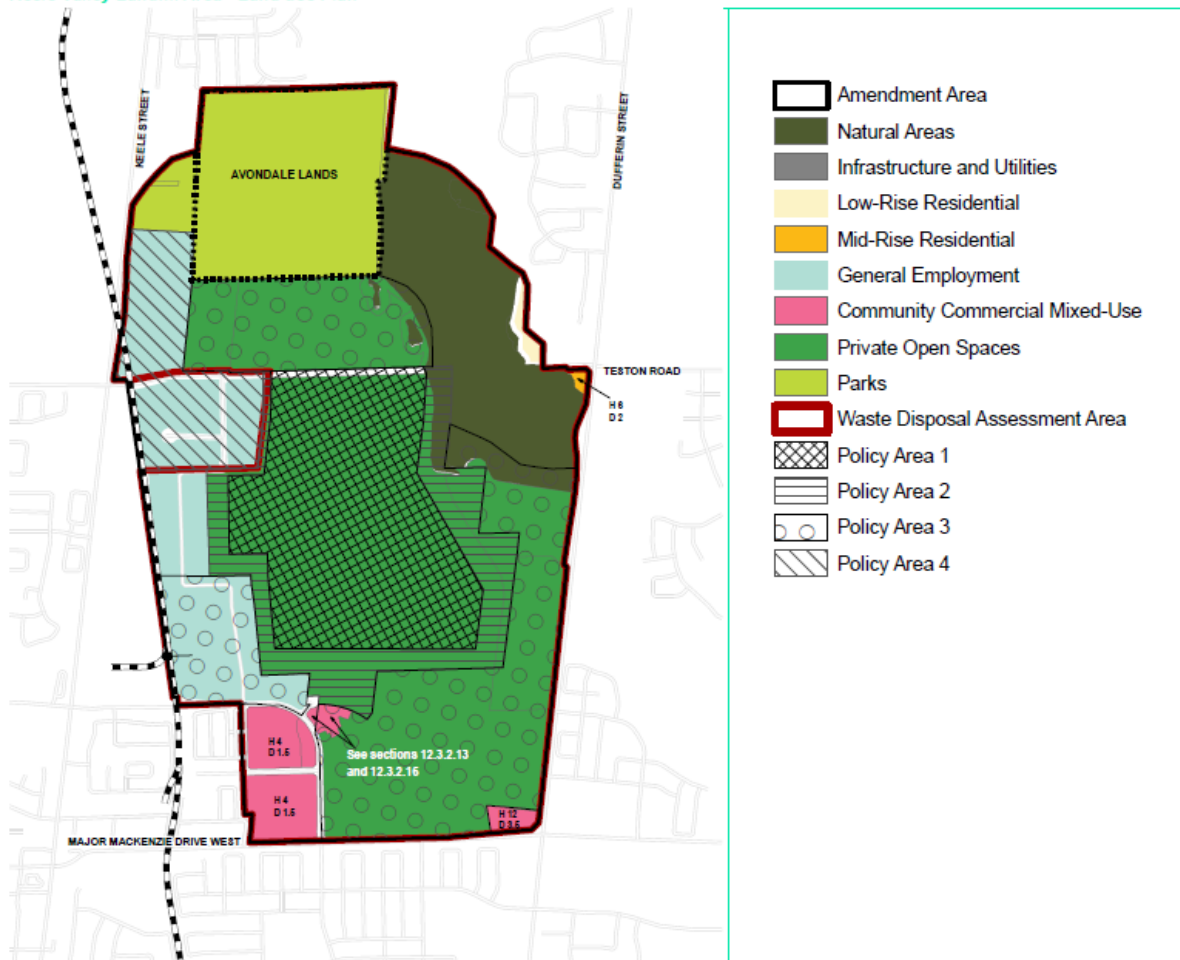 KEELE STREET
DUFFERIN STREET
AVONDALE LANDS
TESTON ROAD
H 6
D 2
H 4
D 1.5
See sections 12.3.2.13
and 12.3.2.16
H 4
D 1.5
H 12
D 3.5
MAJOR MACKENZIE DRIVE WEST
Amendment Area
Natural Areas
Infrastructure and Utilities
Low-Rise Residential
Mid-Rise Residential
General Employment
Community Commercial Mixed-Use
Private Open Spaces
Parks
Waste Disposal Assessment Area
Policy Area 1
Policy Area 2
Policy Area 3
Policy Area 4